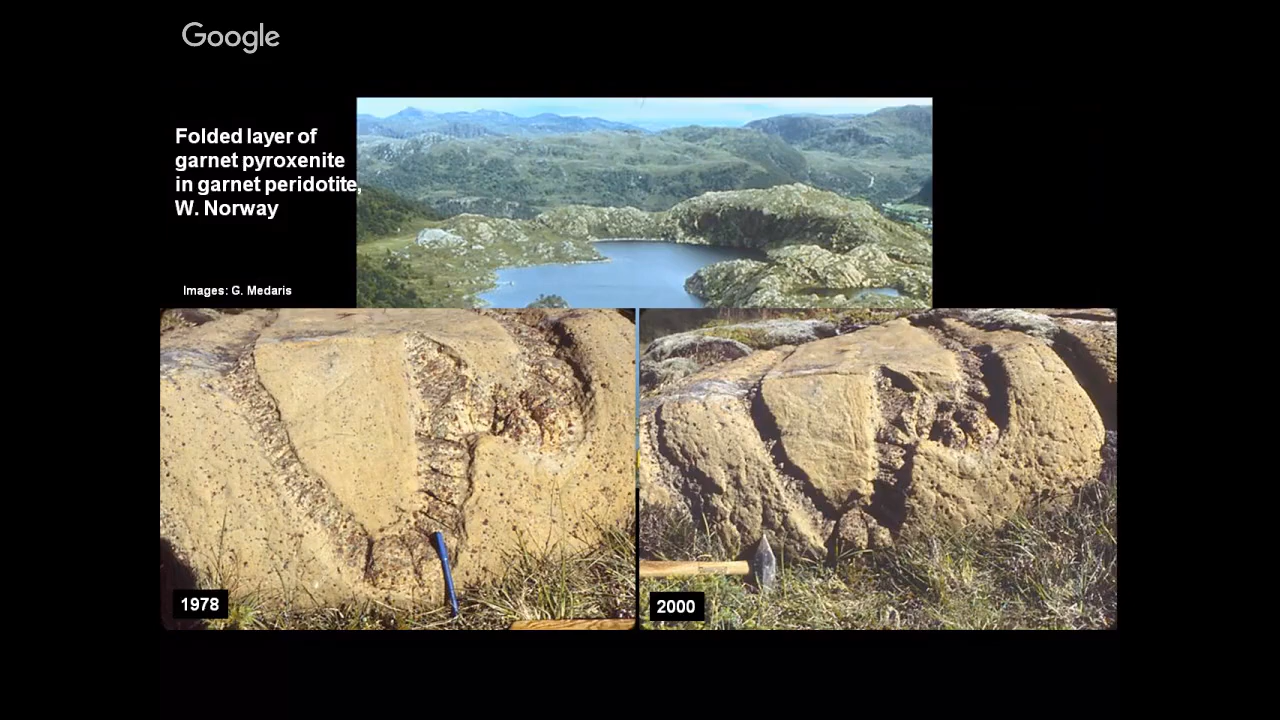 Google
Folded layer of
garnet pyroxenite
in garnet peridotite,
W. Norway
Images: G. Medaris
1978
2000